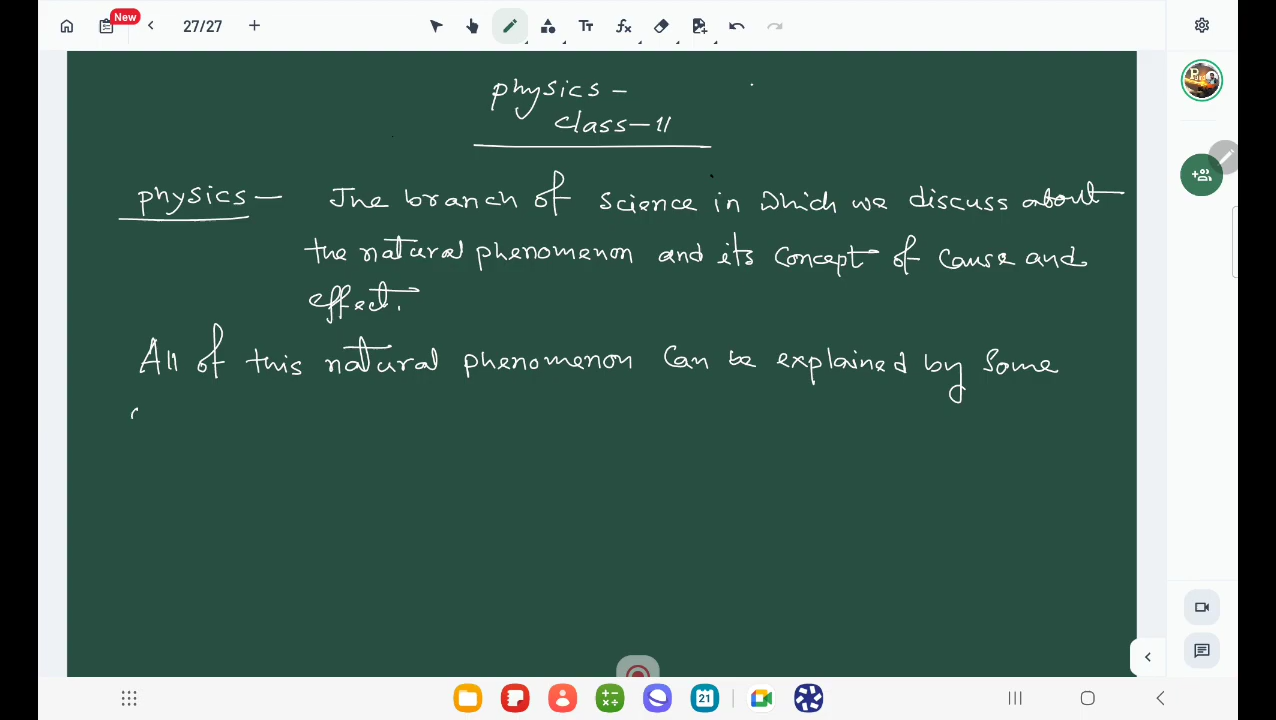 New
27/27
physics -
class-11
physics - The branch of science in which we discuss about
the natural phenomenon and its concept of cause and
effect.
All of this natural phenomenon can be explained by some
21